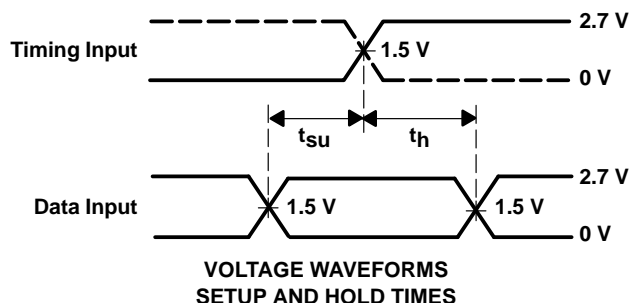 2.7 V
Timing Input
1.5 V
0 V
tsu
th
2.7 V
Data Input
1.5 V
1.5 V
0 V
VOLTAGE WAVEFORMS
SETUP AND HOLD TIMES